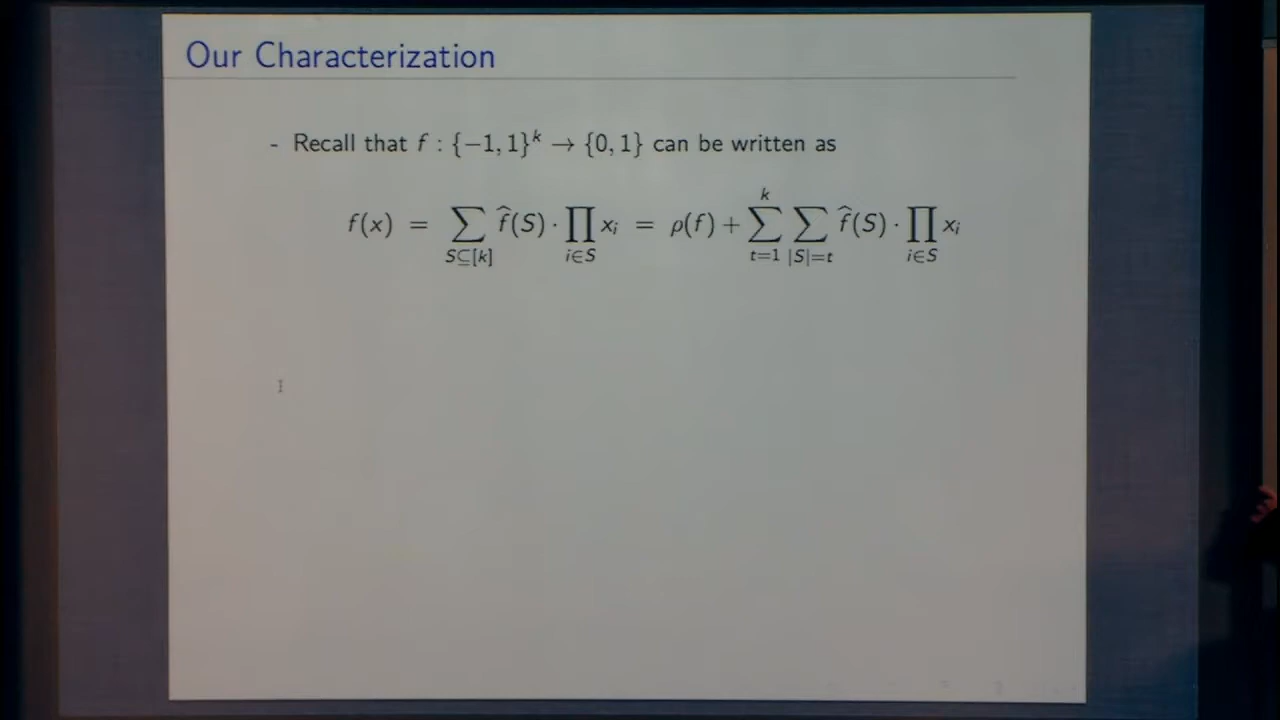 Our Characterization
- Recall that f : {−1, 1}^k → {0, 1} can be written as
f(x) = ∑_{S⊆[k]} f̂(S) · ∏_{i∈S} x_i = ρ(f) + ∑_{t=1}^{k} ∑_{|S|=t} f̂(S) · ∏_{i∈S} x_i